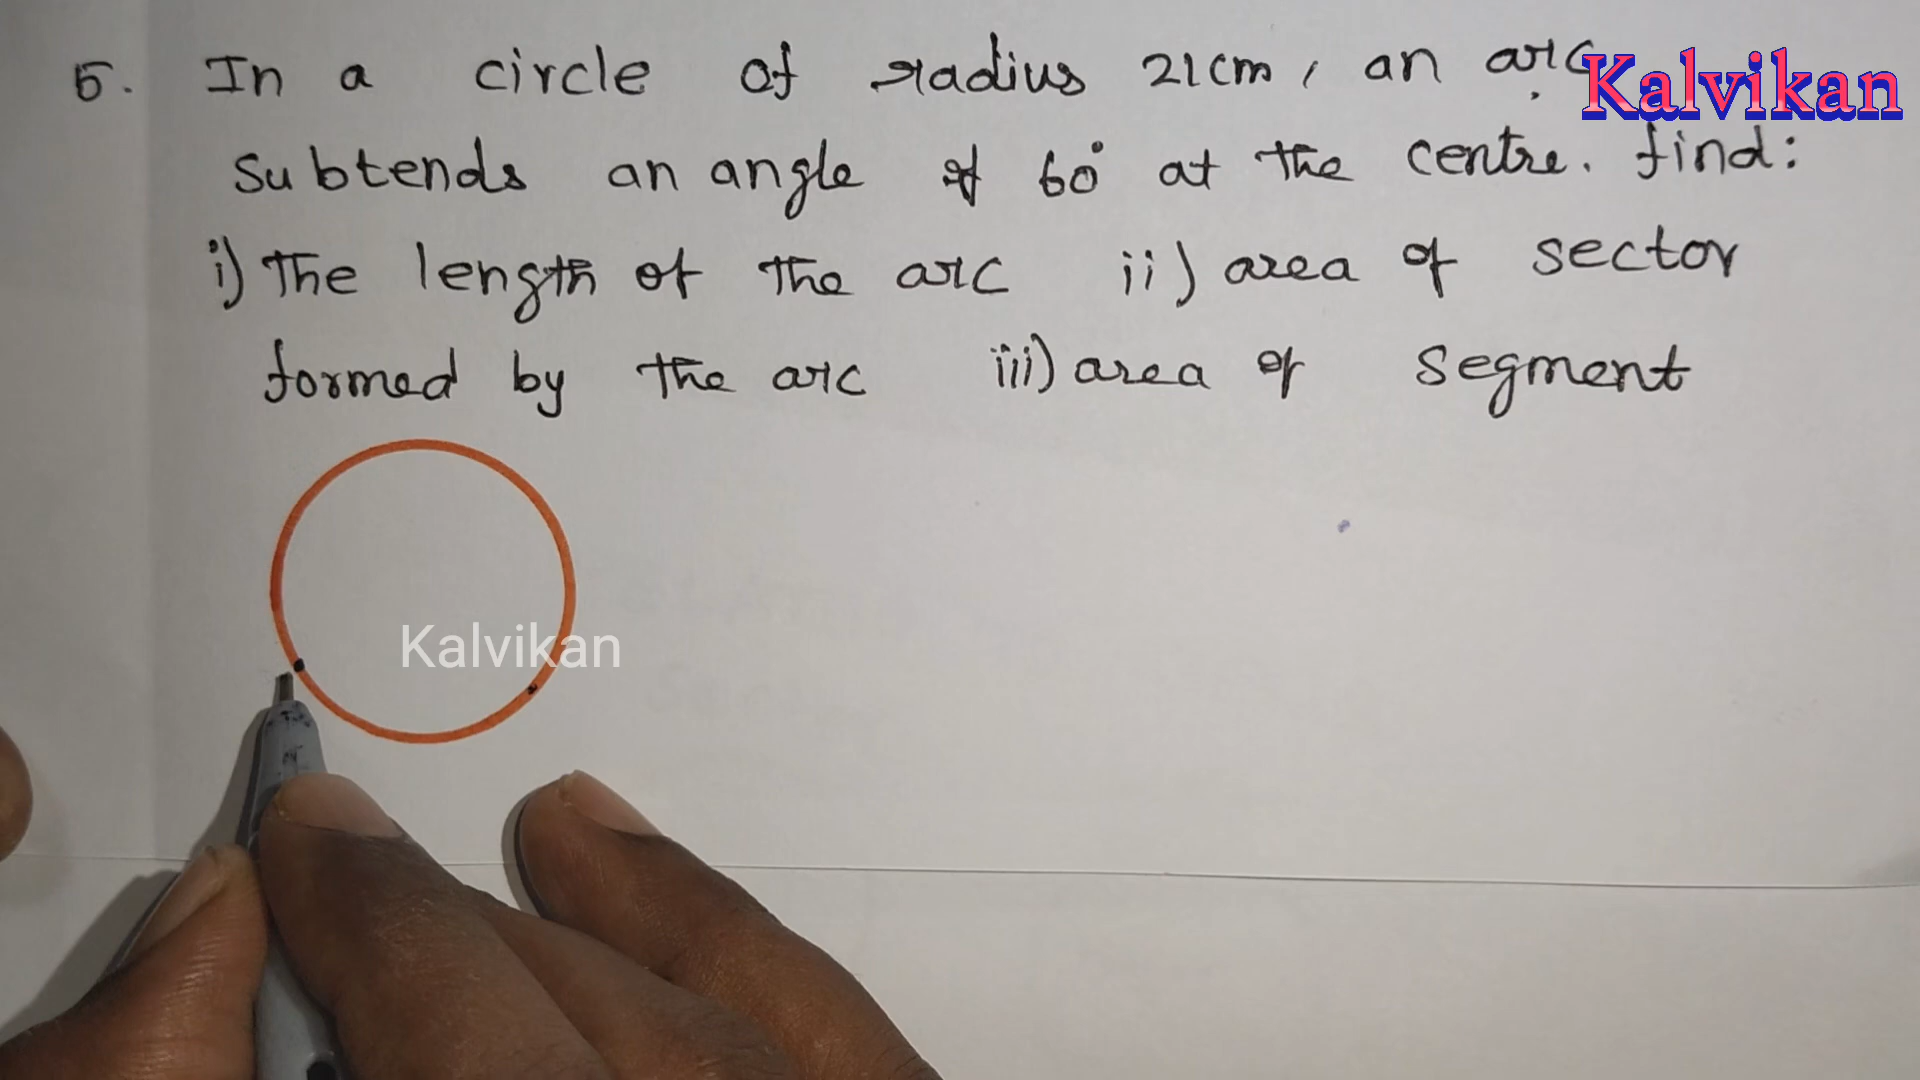 5. In a circle of radius 21cm, an arc
Kalvikan
subtends an angle of 60° at the centre. find:
i) the length of the arc ii) area of sector
formed by the arc iii) area of segment
Kalvikan